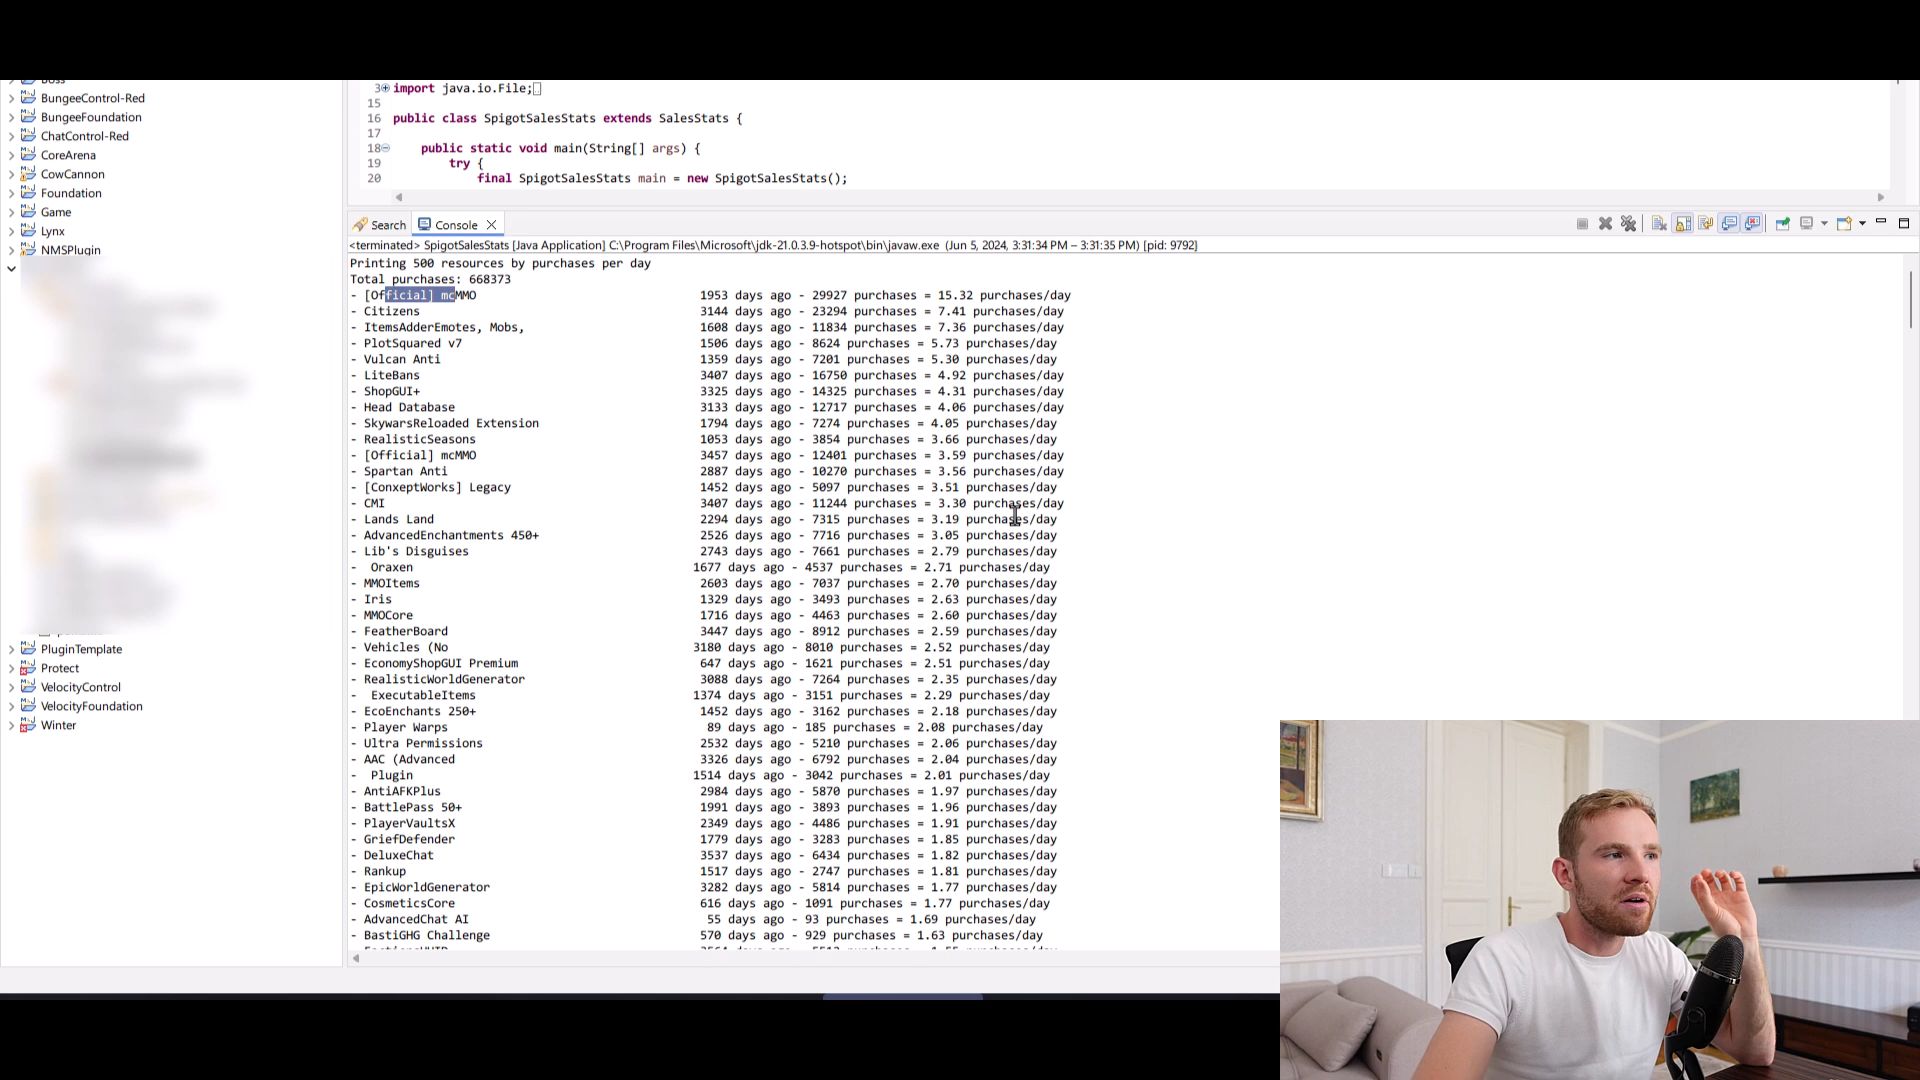 Boss
BungeeControl-Red
BungeeFoundation
ChatControl-Red
CoreArena
CowCannon
Foundation
Game
Lynx
NMSPlugin
PluginTemplate
Protect
VelocityControl
VelocityFoundation
Winter
3 import java.io.File;
15
16 public class SpigotSalesStats extends SalesStats {
17
18 public static void main(String[] args) {
19 try {
20 final SpigotSalesStats main = new SpigotSalesStats();
Search Console
<terminated> SpigotSalesStats [Java Application] C:\Program Files\Microsoft\jdk-21.0.3.9-hotspot\bin\javaw.exe (Jun 5, 2024, 3:31:34 PM – 3:31:35 PM) [pid: 9792]
Printing 500 resources by purchases per day
Total purchases: 668373
- [Official] mcMMO 1953 days ago - 29927 purchases = 15.32 purchases/day
- Citizens 3144 days ago - 23294 purchases = 7.41 purchases/day
- ItemsAdderEmotes, Mobs, 1608 days ago - 11834 purchases = 7.36 purchases/day
- PlotSquared v7 1506 days ago - 8624 purchases = 5.73 purchases/day
- Vulcan Anti 1359 days ago - 7201 purchases = 5.30 purchases/day
- LiteBans 3407 days ago - 16750 purchases = 4.92 purchases/day
- ShopGUI+ 3325 days ago - 14325 purchases = 4.31 purchases/day
- Head Database 3133 days ago - 12717 purchases = 4.06 purchases/day
- SkywarsReloaded Extension 1794 days ago - 7274 purchases = 4.05 purchases/day
- RealisticSeasons 1053 days ago - 3854 purchases = 3.66 purchases/day
- [Official] mcMMO 3457 days ago - 12401 purchases = 3.59 purchases/day
- Spartan Anti 2887 days ago - 10270 purchases = 3.56 purchases/day
- [ConxeptWorks] Legacy 1452 days ago - 5097 purchases = 3.51 purchases/day
- CMI 3407 days ago - 11244 purchases = 3.30 purchases/day
- Lands Land 2294 days ago - 7315 purchases = 3.19 purchases/day
- AdvancedEnchantments 450+ 2526 days ago - 7716 purchases = 3.05 purchases/day
- Lib's Disguises 2743 days ago - 7661 purchases = 2.79 purchases/day
- Oraxen 1677 days ago - 4537 purchases = 2.71 purchases/day
- MMOItems 2603 days ago - 7037 purchases = 2.70 purchases/day
- Iris 1329 days ago - 3493 purchases = 2.63 purchases/day
- MMOCore 1716 days ago - 4463 purchases = 2.60 purchases/day
- FeatherBoard 3447 days ago - 8912 purchases = 2.59 purchases/day
- Vehicles (No 3180 days ago - 8010 purchases = 2.52 purchases/day
- EconomyShopGUI Premium 647 days ago - 1621 purchases = 2.51 purchases/day
- RealisticWorldGenerator 3088 days ago - 7264 purchases = 2.35 purchases/day
- ExecutableItems 1374 days ago - 3151 purchases = 2.29 purchases/day
- EcoEnchants 250+ 1452 days ago - 3162 purchases = 2.18 purchases/day
- Player Warps 89 days ago - 185 purchases = 2.08 purchases/day
- Ultra Permissions 2532 days ago - 5210 purchases = 2.06 purchases/day
- AAC (Advanced 3326 days ago - 6792 purchases = 2.04 purchases/day
- Plugin 1514 days ago - 3042 purchases = 2.01 purchases/day
- AntiAFKPlus 2984 days ago - 5870 purchases = 1.97 purchases/day
- BattlePass 50+ 1991 days ago - 3893 purchases = 1.96 purchases/day
- PlayerVaultsX 2349 days ago - 4486 purchases = 1.91 purchases/day
- GriefDefender 1779 days ago - 3283 purchases = 1.85 purchases/day
- DeluxeChat 3537 days ago - 6434 purchases = 1.82 purchases/day
- Rankup 1517 days ago - 2747 purchases = 1.81 purchases/day
- EpicWorldGenerator 3282 days ago - 5814 purchases = 1.77 purchases/day
- CosmeticsCore 616 days ago - 1091 purchases = 1.77 purchases/day
- AdvancedChat AI 55 days ago - 93 purchases = 1.69 purchases/day
- BastiGHG Challenge 570 days ago - 929 purchases = 1.63 purchases/day